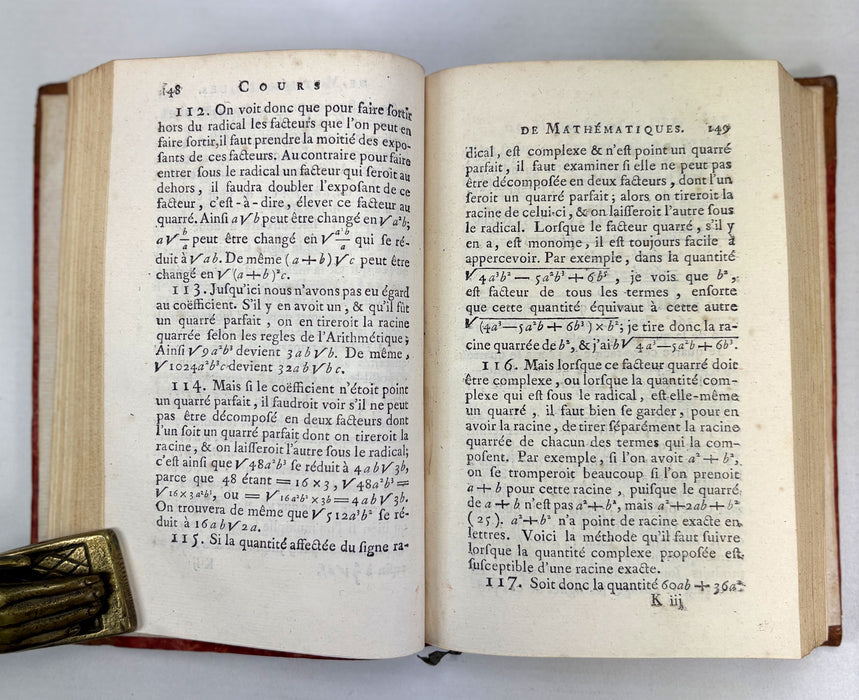 148 COURS
112. On voit donc que pour faire sortir
hors du radical les facteurs que l'on peut en
faire sortir, il faut prendre la moitié des expo-
sants de ces facteurs. Au contraire pour faire
entrer sous le radical un facteur qui seroit au
dehors, il faudra doubler l'exposant de ce
facteur, c'est-à-dire, élever ce facteur au
quarré. Ainsi a√b peut être changé en √a²b;
a√b/a peut être changé en √a²b/a qui se ré-
duit à √ab. De même (a+b)√c peut être
changé en √(a+b)²c.
113. Jusqu'ici nous n'avons pas eu égard
au coëfficient. S'il y en avoit un, & qu'il fût
un quarré parfait, on en tireroit la racine
quarrée selon les regles de l'Arithmétique;
Ainsi √9a²b³ devient 3ab√b. De même,
√1024a²b³c devient 32ab√bc.
114. Mais si le coëfficient n'étoit point
un quarré parfait, il faudroit voir s'il ne peut
pas être décomposé en deux facteurs dont
l'un soit un quarré parfait dont on tireroit la
racine, & on laisseroit l'autre sous le radical;
c'est ainsi que √48a²b³ se réduit à 4ab√3b,
parce que 48 étant = 16 × 3, √48a²b³ =
√16×3a²b³, ou = √16a²b²×3b = 4ab√3b.
On trouvera de même que √512a³b² se ré-
duit à 16ab√2a.
115. Si la quantité affectée du signe ra-
DE MATHÉMATIQUES. 149
dical, est complexe & n'est point un quarré
parfait, il faut examiner si elle ne peut pas
être décomposée en deux facteurs, dont l'un
seroit un quarré parfait; alors on tireroit la
racine de celui-ci, & on laisseroit l'autre sous
le radical. Lorsque le facteur quarré, s'il y
en a, est monome, il est toujours facile à
appercevoir. Par exemple, dans la quantité
√4a³b² — 5a²b³ + 6b⁵, je vois que b²,
est facteur de tous les termes, ensorte
que cette quantité équivaut à cette autre
√(4a³—5a²b + 6b³) × b²; je tire donc la ra-
cine quarrée de b², & j'ai b√4a³—5a²b + 6b³.
116. Mais lorsque ce facteur quarré doit
être complexe, ou lorsque la quantité com-
plexe qui est sous le radical, est elle-même
un quarré, il faut bien se garder, pour en
avoir la racine, de tirer séparément la racine
quarrée de chacun des termes qui la com-
posent. Par exemple, si l'on avoit a² + b²,
on se tromperoit beaucoup si l'on prenoit
a + b pour cette racine, puisque le quarré
de a + b n'est pas a²+b², mais a²+2ab+b²
(25). a²+b² n'a point de racine exacte en
lettres. Voici la méthode qu'il faut suivre
lorsque la quantité complexe proposée est
susceptible d'une racine exacte.
117. Soit donc la quantité 60ab + 36a²
K iij